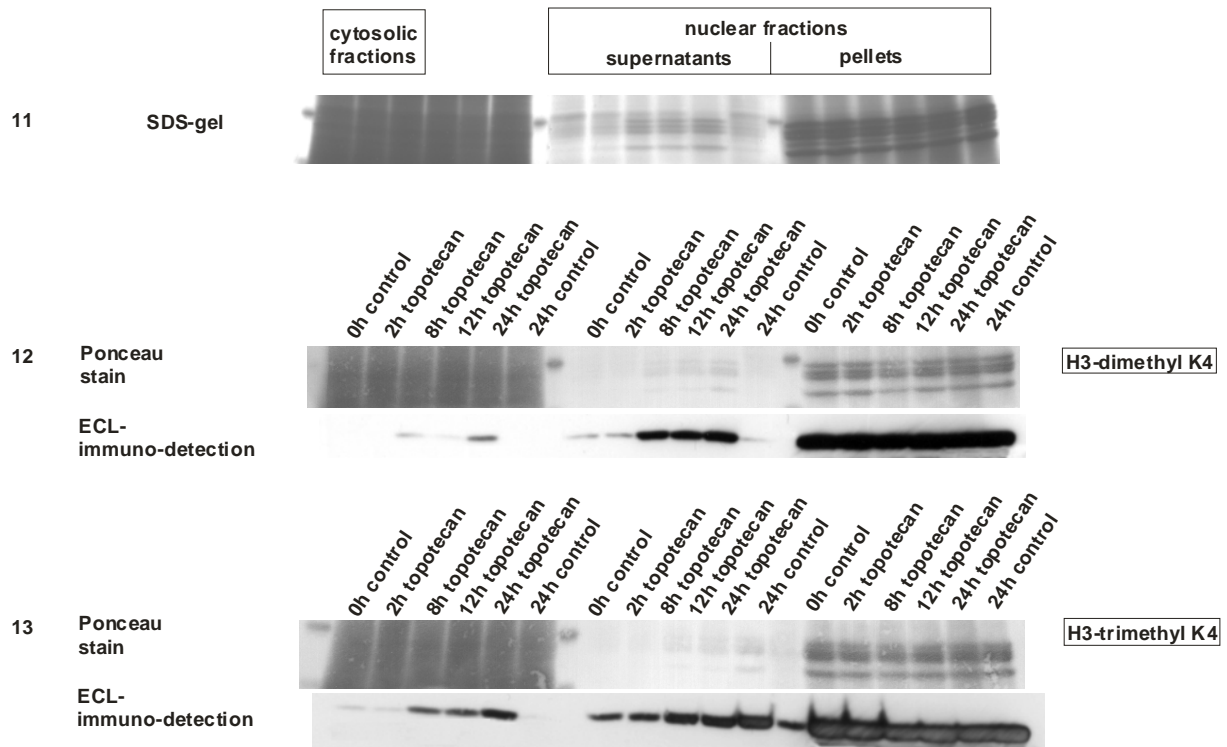 cytosolic
fractions
nuclear fractions
supernatants
pellets
11
SDS-gel
0h control
2h topotecan
8h topotecan
12h topotecan
24h topotecan
24h control
0h control
2h topotecan
8h topotecan
12h topotecan
24h topotecan
24h control
0h control
2h topotecan
8h topotecan
12h topotecan
24h topotecan
24h control
12
Ponceau
stain
H3-dimethyl K4
ECL-
immuno-detection
0h control
2h topotecan
8h topotecan
12h topotecan
24h topotecan
24h control
0h control
2h topotecan
8h topotecan
12h topotecan
24h topotecan
24h control
0h control
2h topotecan
8h topotecan
12h topotecan
24h topotecan
24h control
13
Ponceau
stain
H3-trimethyl K4
ECL-
immuno-detection